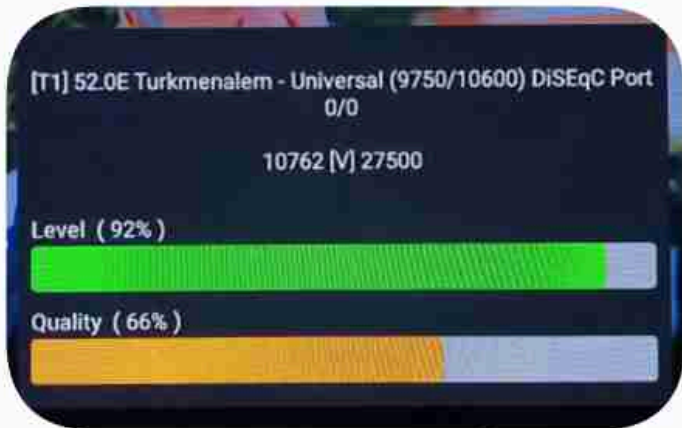 [T1] 52.0E Turkmenalem - Universal (9750/10600) DiSEqC Port
0/0
10762 [V] 27500
Level ( 92% )
Quality ( 66% )